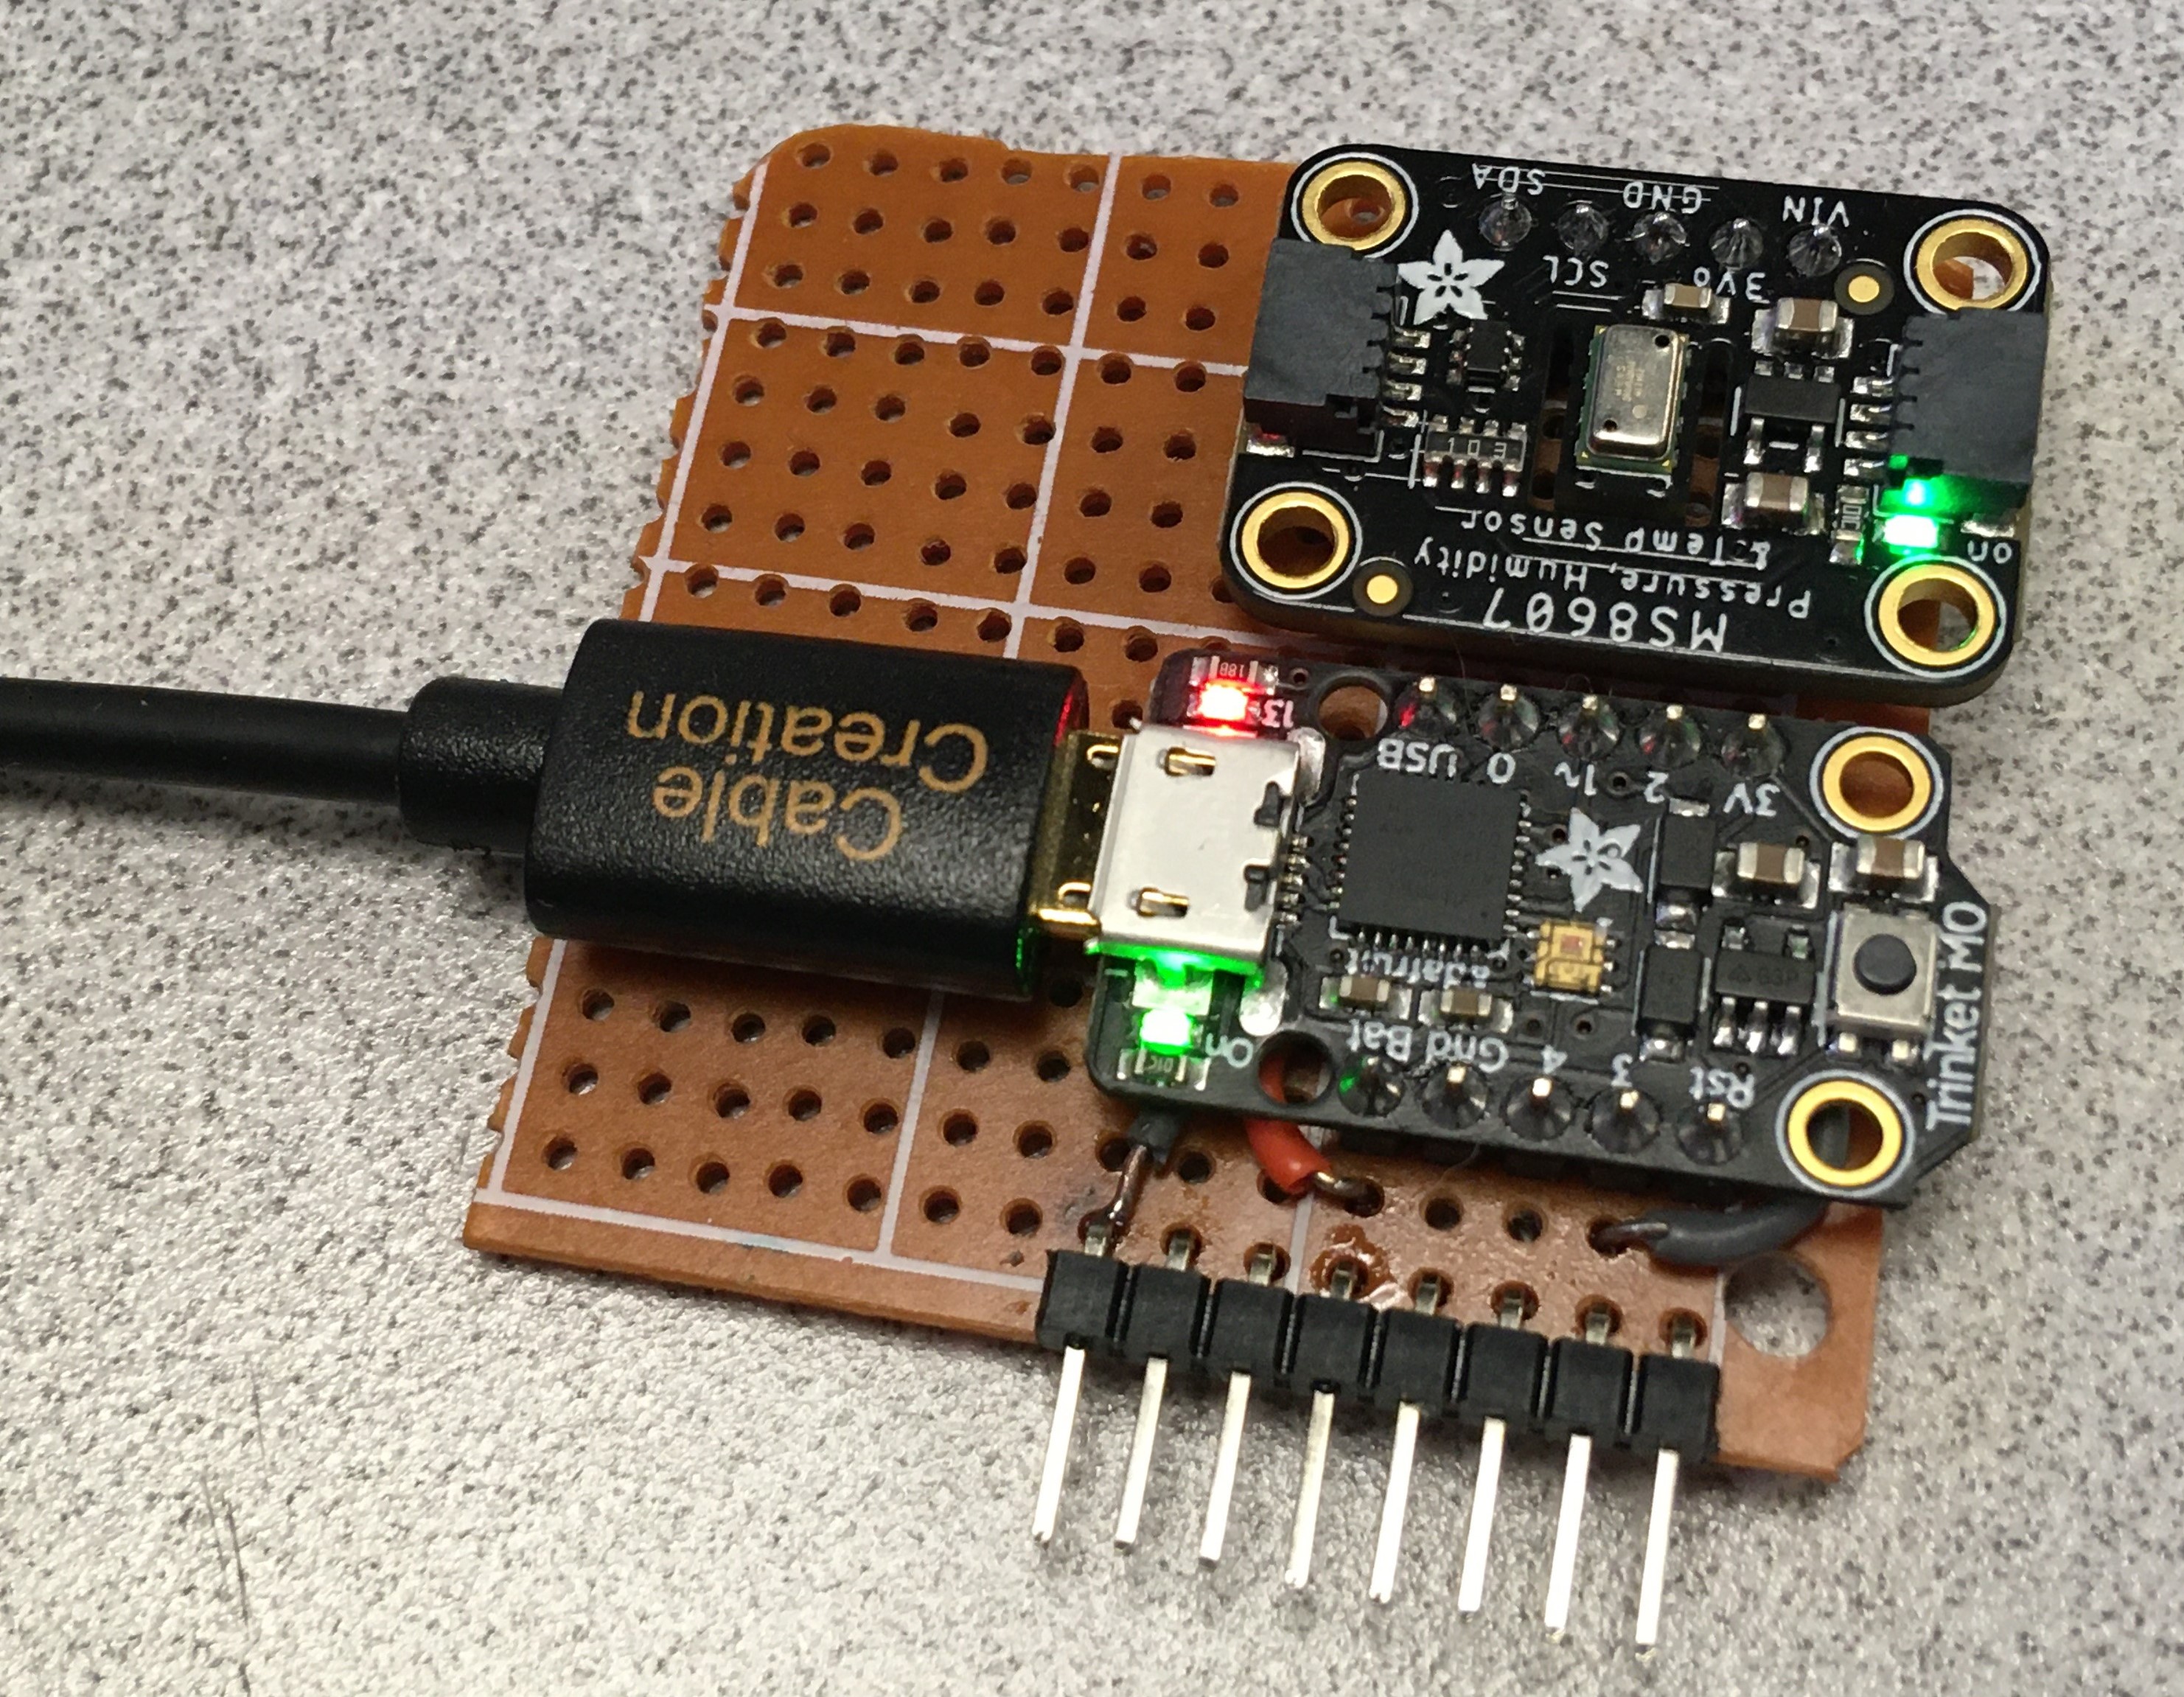 SDA
GND
VIN
SCL
3Vo
103
on
MS8607
Pressure, Humidity
& Temp Sensor
Cable
Creation
13
USB 0 1~ 2 3V
adafruit
On
Bat Gnd 4 3 Rst
Trinket M0